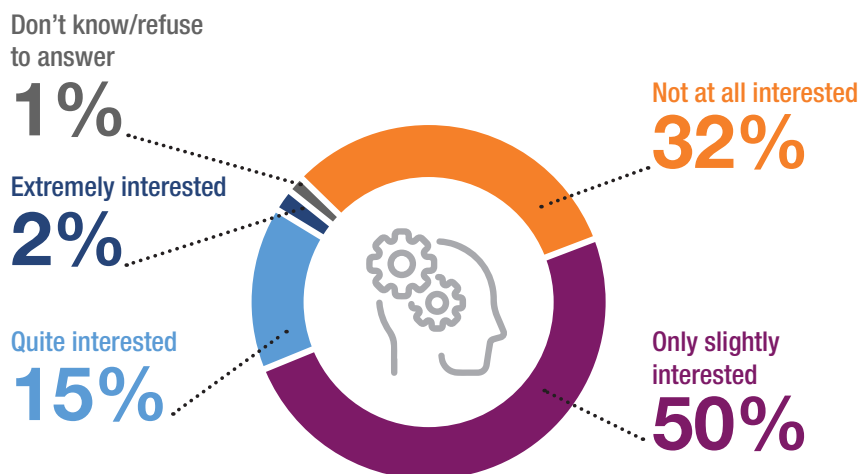 Don’t know/refuse
to answer
1%
Extremely interested
2%
Quite interested
15%
Not at all interested
32%
Only slightly
interested
50%